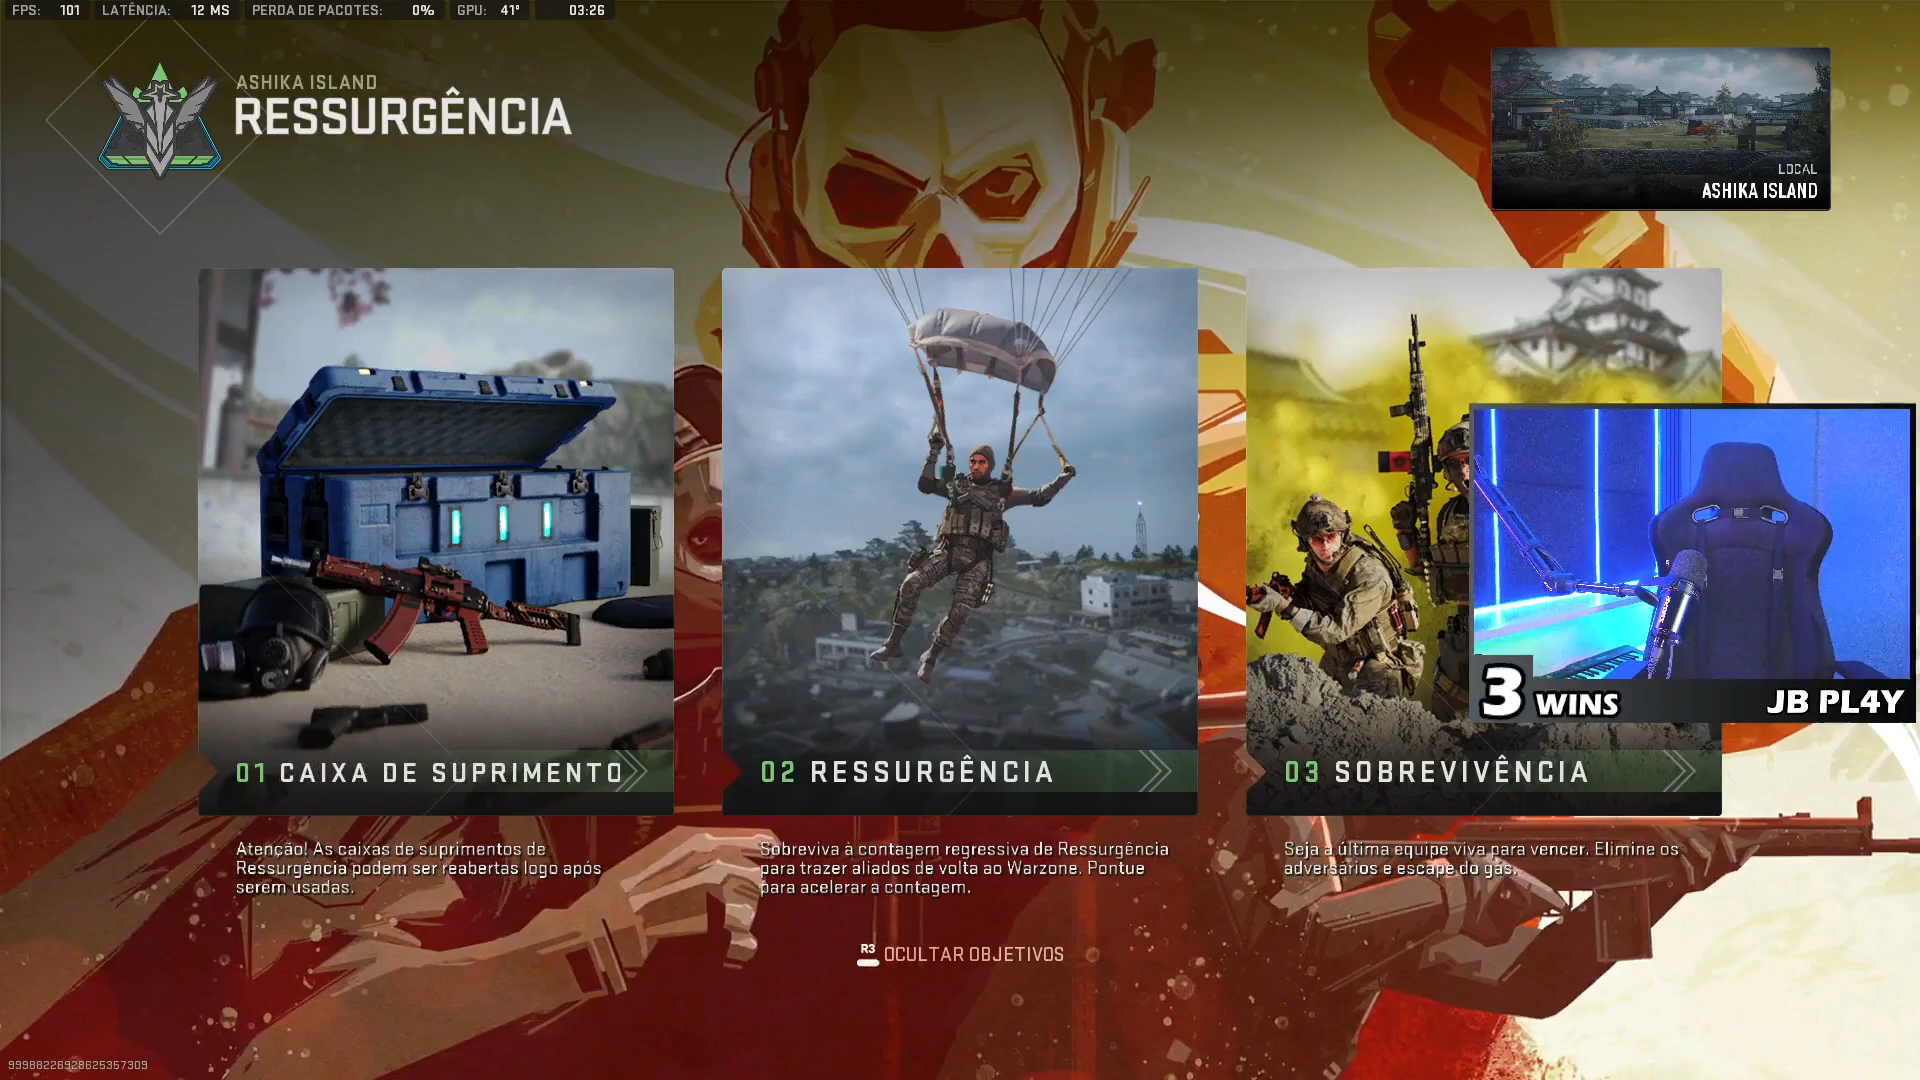 FPS: 101 LATÊNCIA: 12 MS PERDA DE PACOTES: 0% GPU: 41° 03:26
ASHIKA ISLAND
RESSURGÊNCIA
LOCAL
ASHIKA ISLAND
3 WINS JB PL4Y
01 CAIXA DE SUPRIMENTO
02 RESSURGÊNCIA
03 SOBREVIVÊNCIA
Atenção! As caixas de suprimentos de
Ressurgência podem ser reabertas logo após
serem usadas.
Sobreviva à contagem regressiva de Ressurgência
para trazer aliados de volta ao Warzone. Pontue
para acelerar a contagem.
Seja a última equipe viva para vencer. Elimine os
adversários e escape do gás.
R3 OCULTAR OBJETIVOS
99988226928625357309